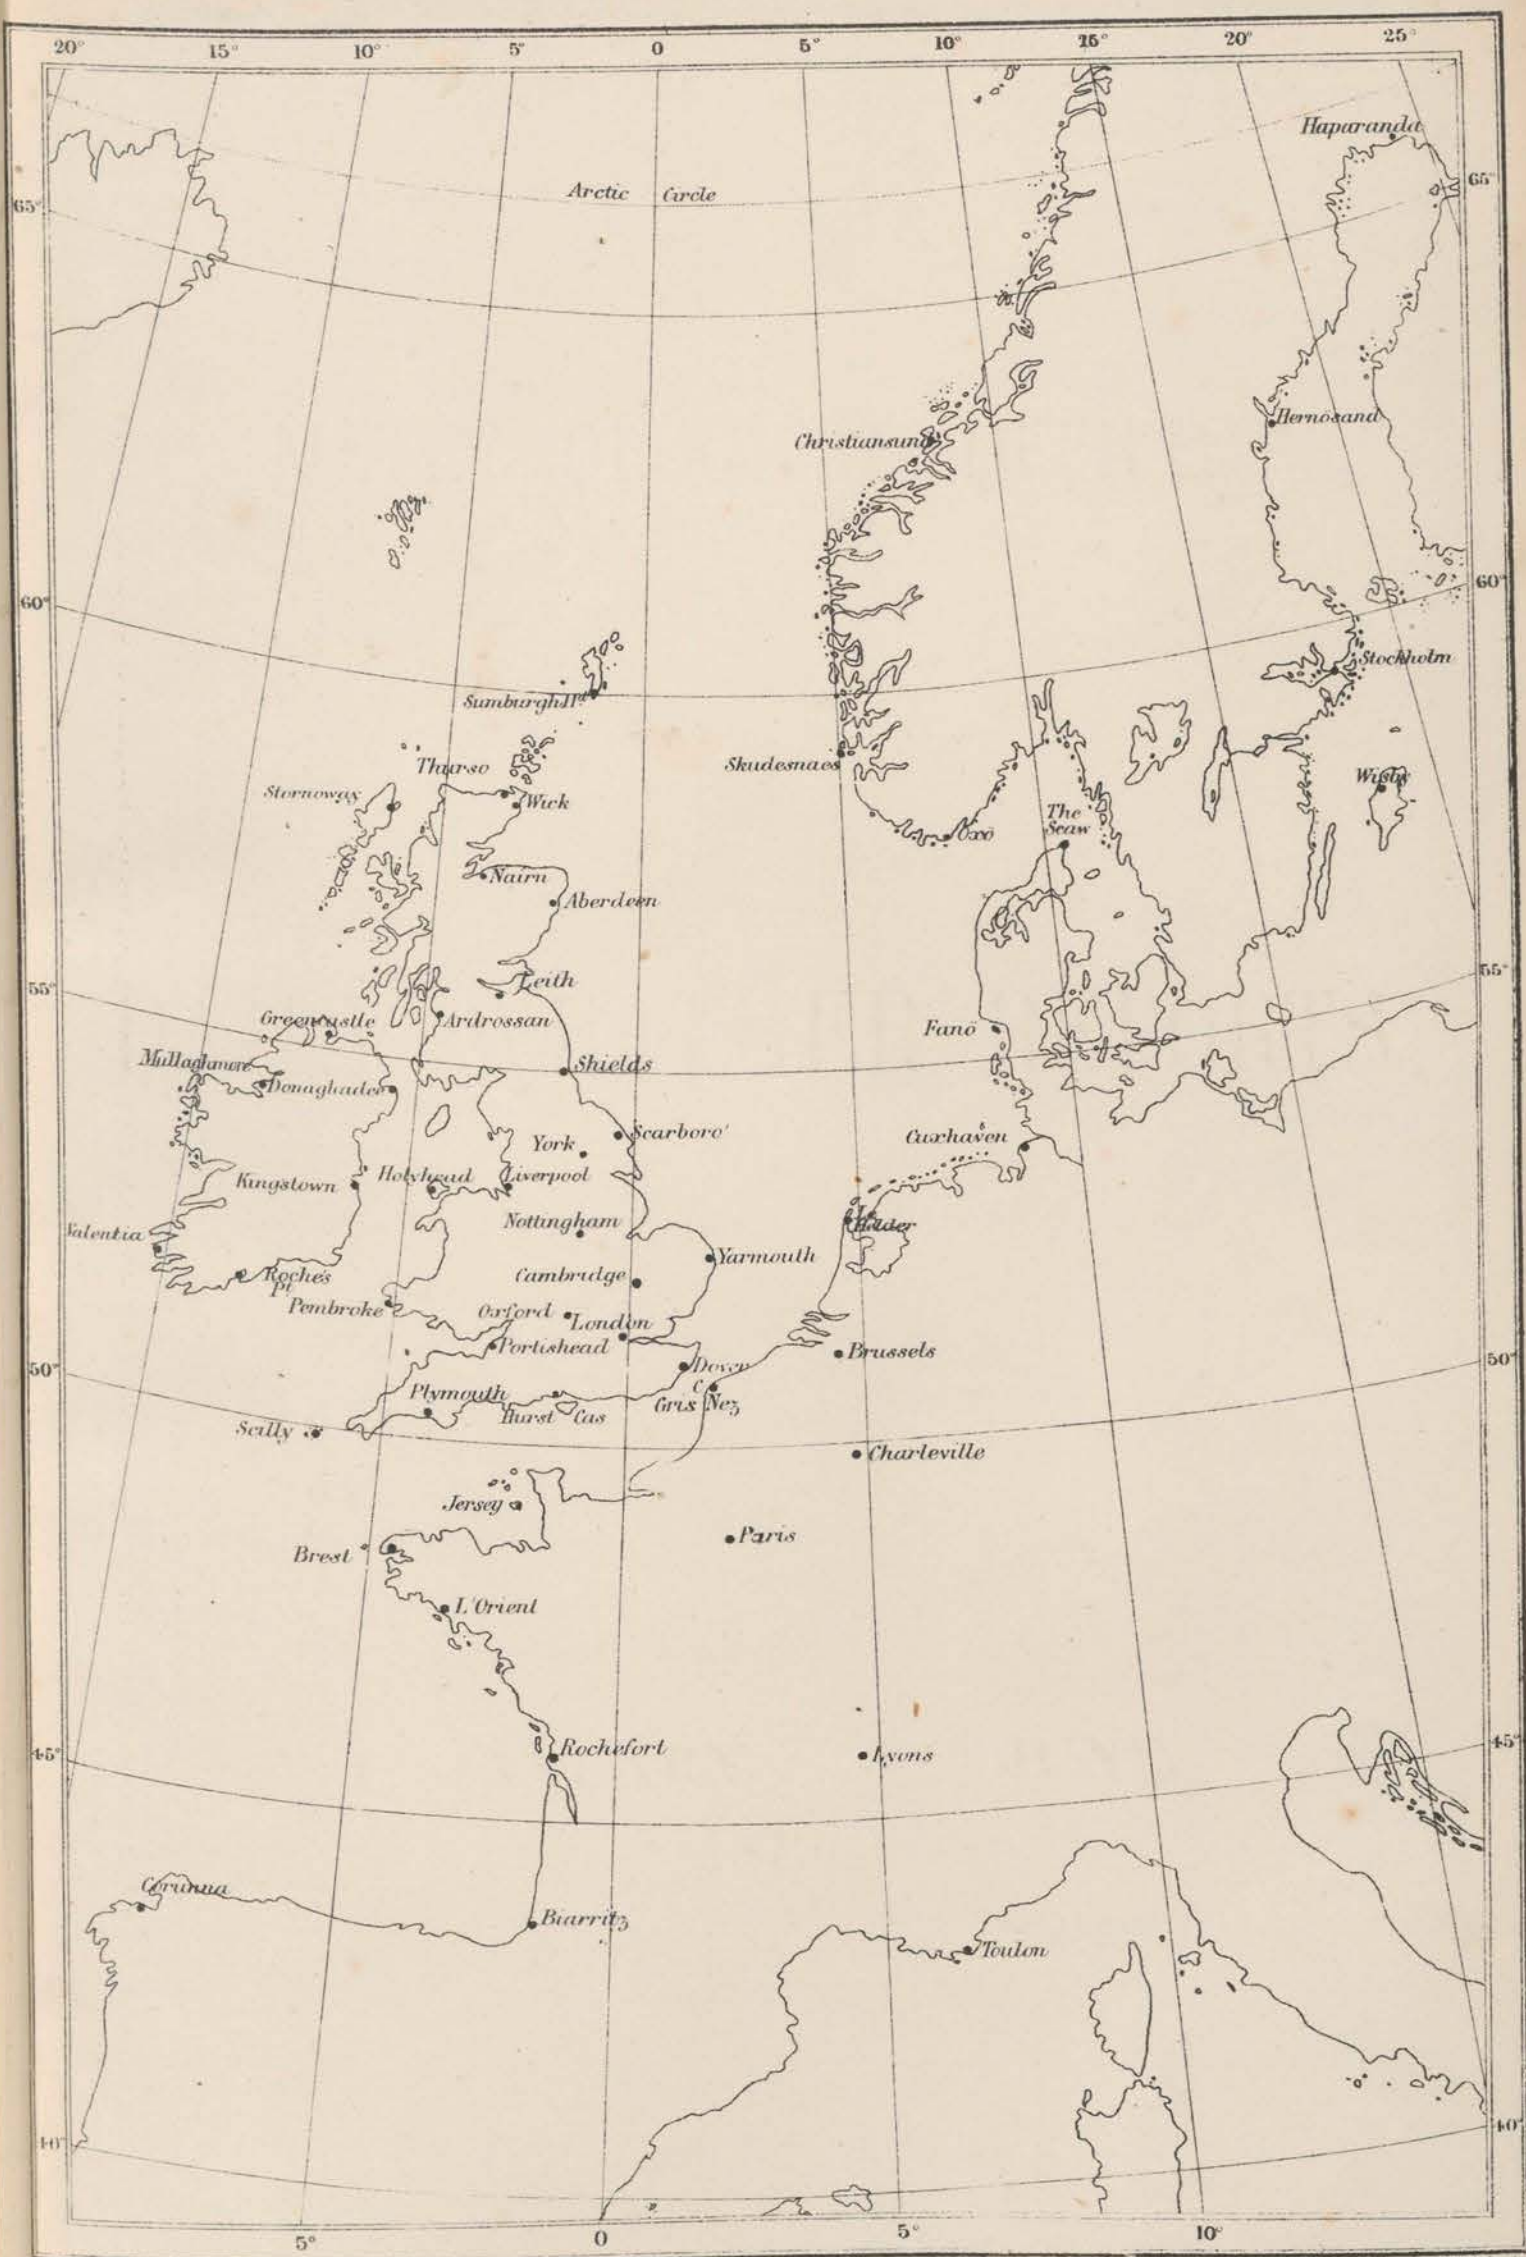 20° 15° 10° 5° 0 5° 10° 15° 20° 25°
Haparanda
65° 65°
Arctic Circle
Hernösand
Christiansund
60° 60°
Stockholm
Sumburgh Hd
Skudesnaes
Thurso
Stornoway
Wick
Wisby
The
Scaw
Oxö
Nairn
Aberdeen
55° 55°
Leith
Greencastle
Ardrossan
Fanö
Mullaghmore
Shields
Donaghadee
Scarboro'
York
Cuxhaven
Kingstown
Holyhead
Liverpool
Nottingham
Helder
Valentia
Yarmouth
Roche's
Pt
Cambridge
Pembroke
Oxford
London
Portishead
Brussels
50° 50°
Dover
Plymouth
C.
Gris Nez
Hurst Cas
Scilly
Charleville
Jersey
Paris
Brest
L'Orient
45° 45°
Rochefort
Lyons
Corunna
Biarritz
Toulon
40° 40°
5° 0 5° 10°